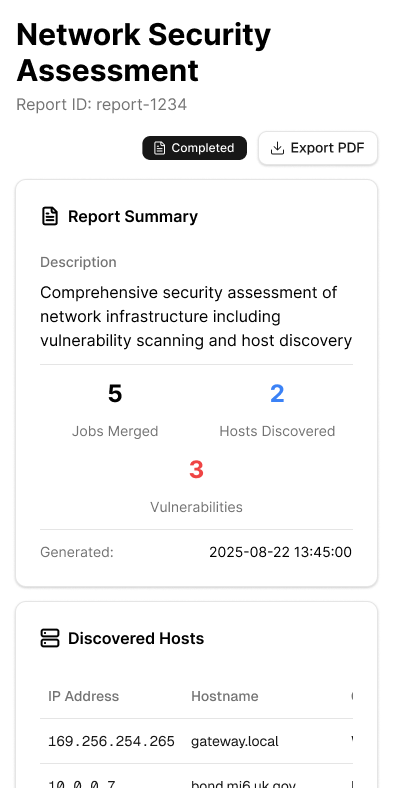 Network Security
Assessment
Report ID: report-1234
Completed
Export PDF
Report Summary
Description
Comprehensive security assessment of
network infrastructure including
vulnerability scanning and host discovery
5 2
Jobs Merged Hosts Discovered
3
Vulnerabilities
Generated: 2025-08-22 13:45:00
Discovered Hosts
IP Address Hostname
169.256.254.265 gateway.local
10.0.0.7 bond.mi6.uk.gov